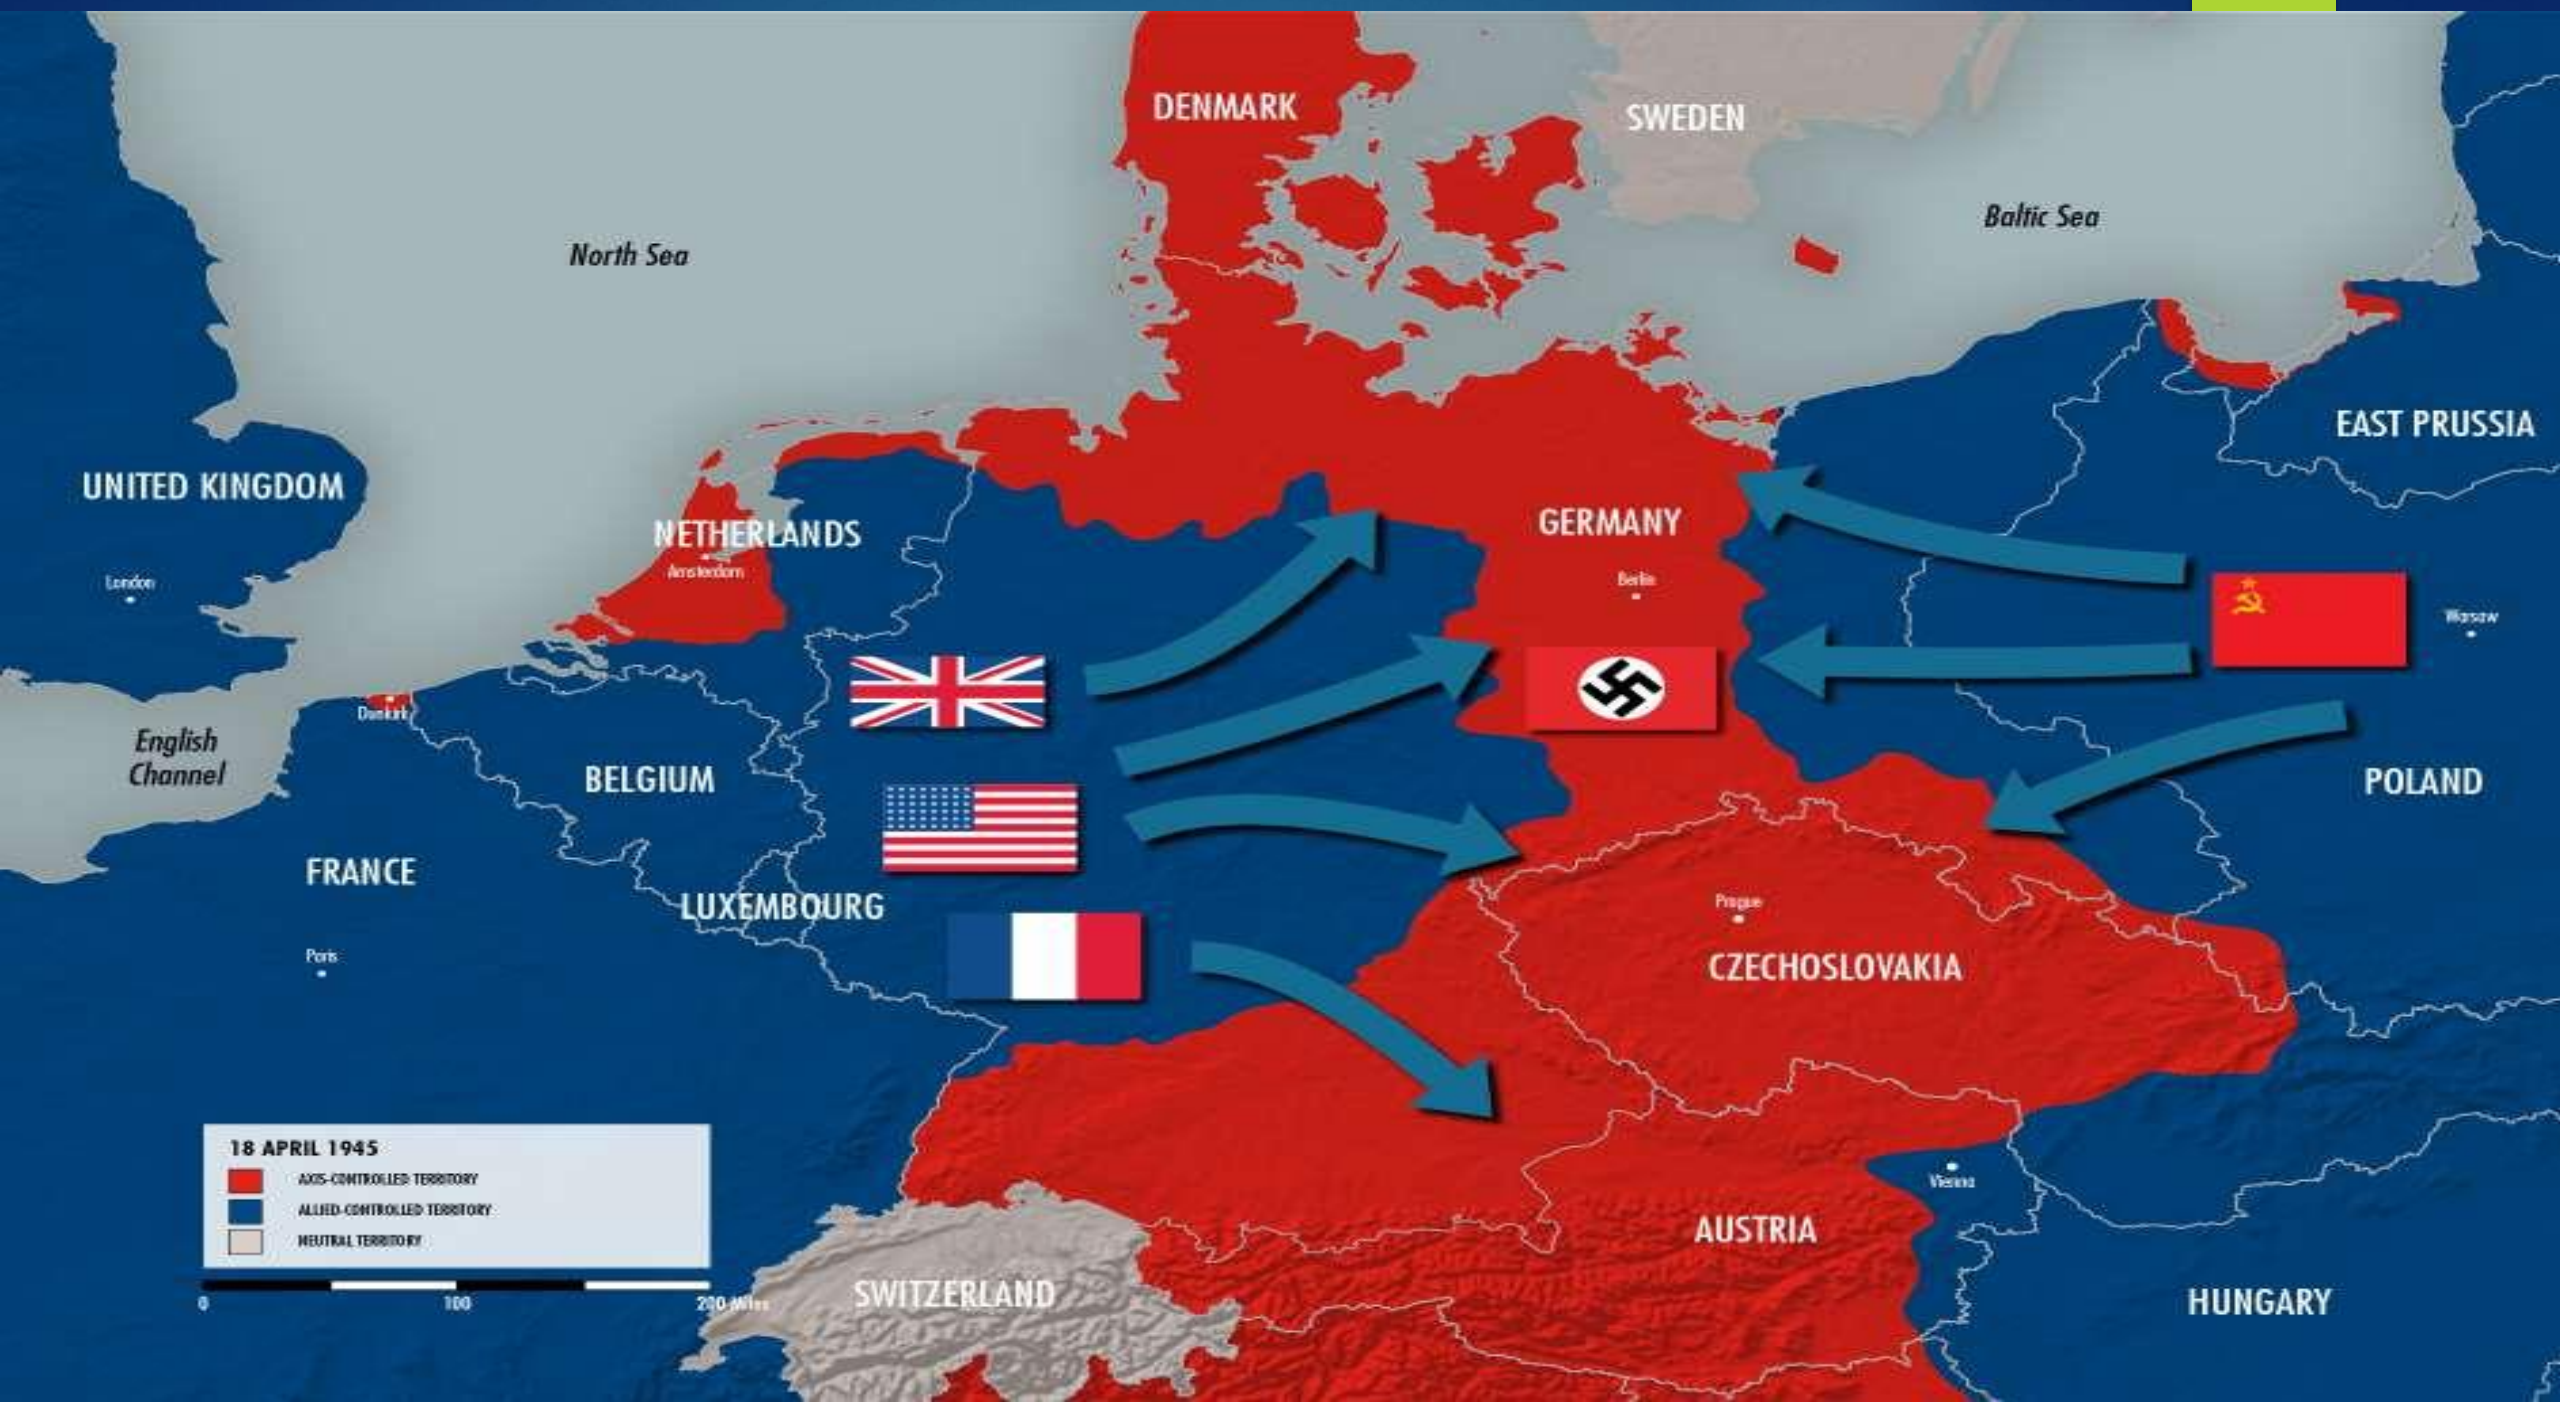 DENMARK
SWEDEN
Baltic Sea
North Sea
EAST PRUSSIA
UNITED KINGDOM
London
NETHERLANDS
Amsterdam
GERMANY
Berlin
Warsaw
Dunkirk
English
Channel
BELGIUM
POLAND
FRANCE
LUXEMBOURG
Paris
Prague
CZECHOSLOVAKIA
18 APRIL 1945
AXIS-CONTROLLED TERRITORY
ALLIED-CONTROLLED TERRITORY
NEUTRAL TERRITORY
0 100 200 Miles
Vienna
AUSTRIA
SWITZERLAND
HUNGARY